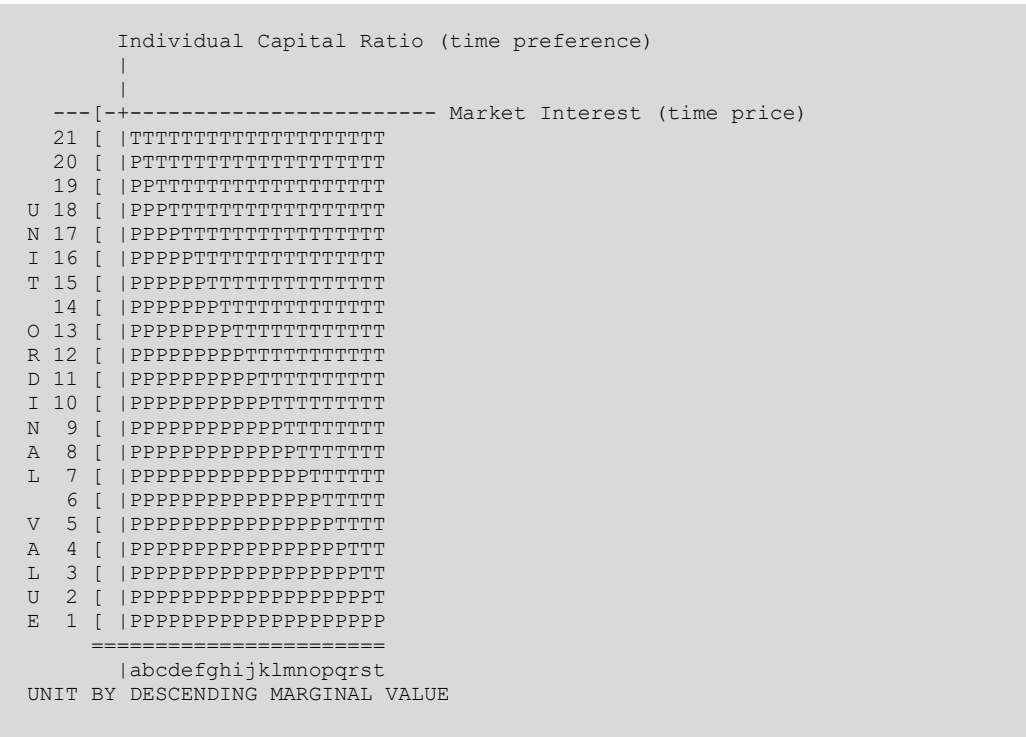 Individual Capital Ratio (time preference)
|
|
---[-+------------------------ Market Interest (time price)
21 [ |TTTTTTTTTTTTTTTTTTTT
20 [ |PTTTTTTTTTTTTTTTTTTT
19 [ |PPTTTTTTTTTTTTTTTTTT
U 18 [ |PPPTTTTTTTTTTTTTTTTT
N 17 [ |PPPPTTTTTTTTTTTTTTTT
I 16 [ |PPPPPTTTTTTTTTTTTTTT
T 15 [ |PPPPPPTTTTTTTTTTTTTT
14 [ |PPPPPPPTTTTTTTTTTTTT
O 13 [ |PPPPPPPPTTTTTTTTTTTT
R 12 [ |PPPPPPPPPTTTTTTTTTTT
D 11 [ |PPPPPPPPPPTTTTTTTTTT
I 10 [ |PPPPPPPPPPPTTTTTTTTT
N 9 [ |PPPPPPPPPPPPTTTTTTTT
A 8 [ |PPPPPPPPPPPPPTTTTTTT
L 7 [ |PPPPPPPPPPPPPPTTTTTT
6 [ |PPPPPPPPPPPPPPPTTTTT
V 5 [ |PPPPPPPPPPPPPPPPTTTT
A 4 [ |PPPPPPPPPPPPPPPPPTTT
L 3 [ |PPPPPPPPPPPPPPPPPPTT
U 2 [ |PPPPPPPPPPPPPPPPPPPT
E 1 [ |PPPPPPPPPPPPPPPPPPPP
=======================
|abcdefghijklmnopqrst
UNIT BY DESCENDING MARGINAL VALUE